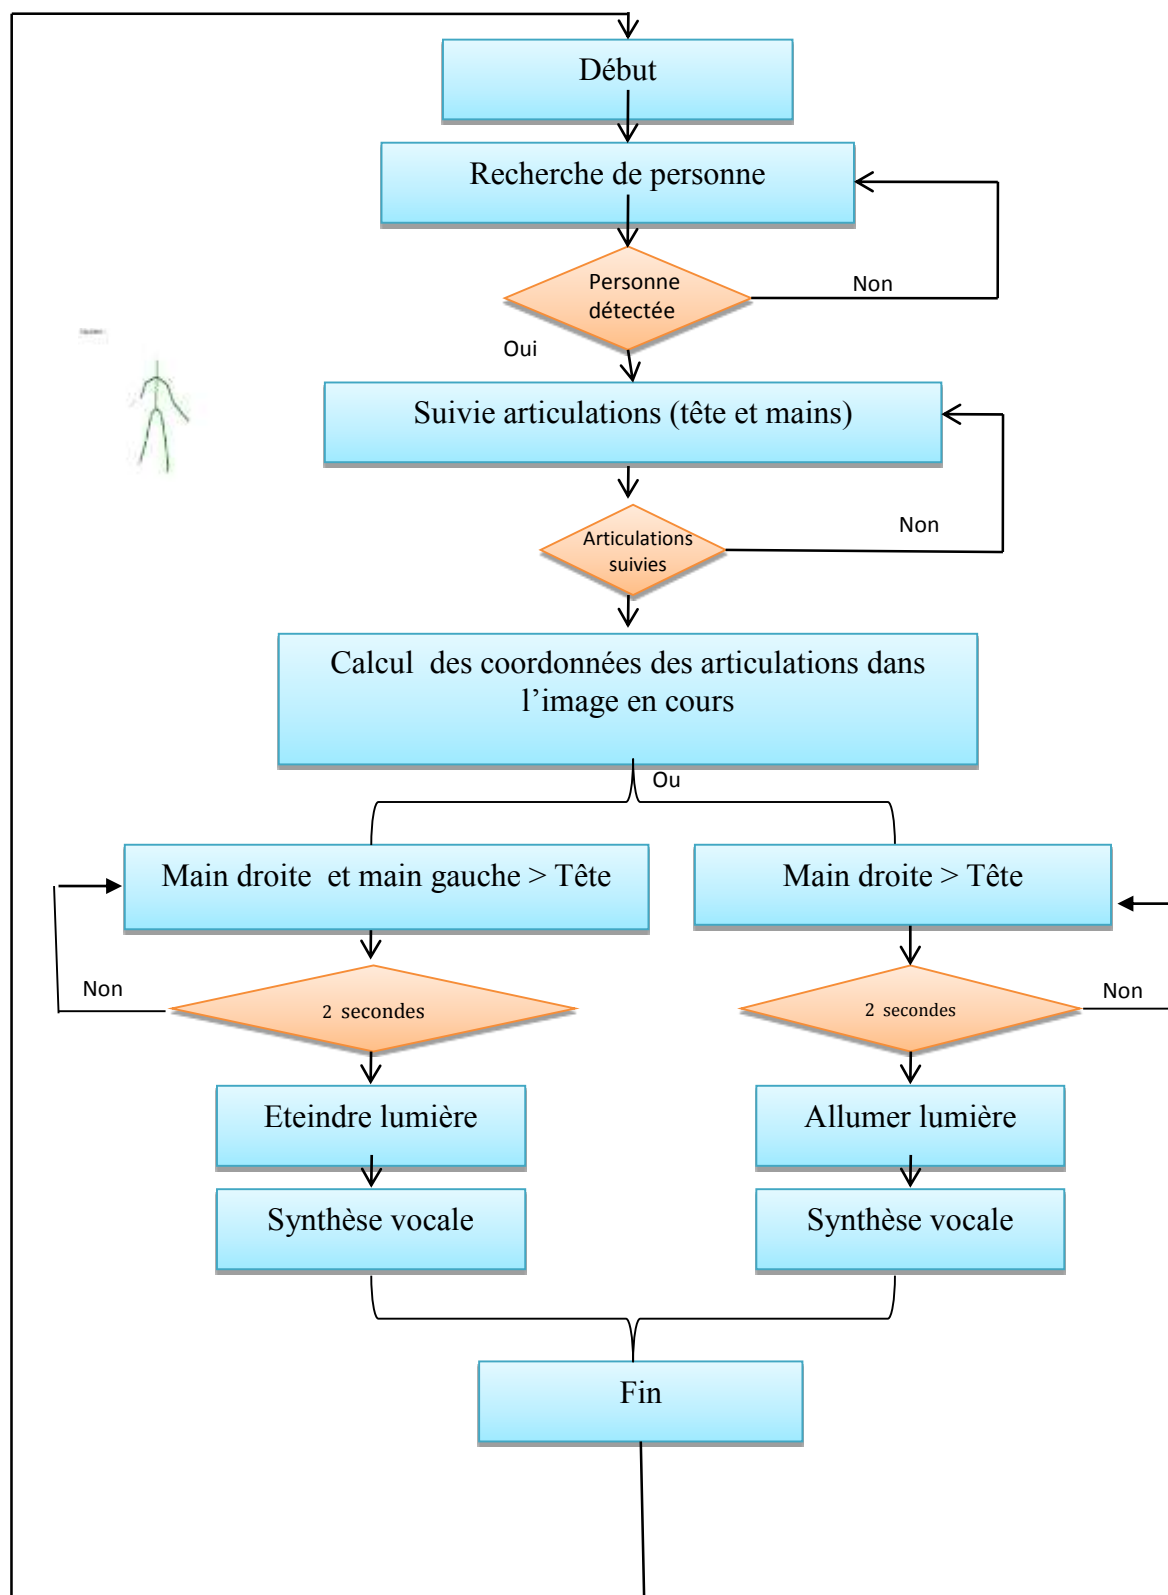 Début
Recherche de personne
Personne
détectée
Non
Oui
Suivie articulations (tête et mains)
Articulations
suivies
Non
Calcul des coordonnées des articulations dans
l’image en cours
Ou
Main droite et main gauche > Tête
Main droite > Tête
Non
2 secondes
2 secondes
Non
Eteindre lumière
Allumer lumière
Synthèse vocale
Synthèse vocale
Fin